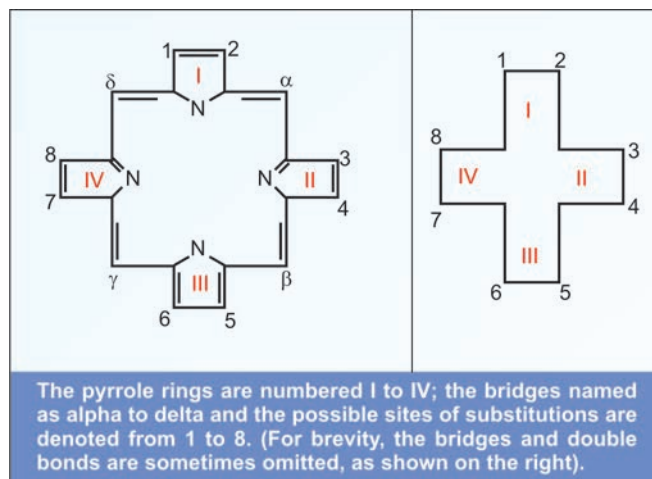 1 2
I
δ α
N
8 3
IV N N II
7 4
N
γ III β
6 5
1 2
I
8 3
IV II
7 4
III
6 5
The pyrrole rings are numbered I to IV; the bridges named
as alpha to delta and the possible sites of substitutions are
denoted from 1 to 8. (For brevity, the bridges and double
bonds are sometimes omitted, as shown on the right).